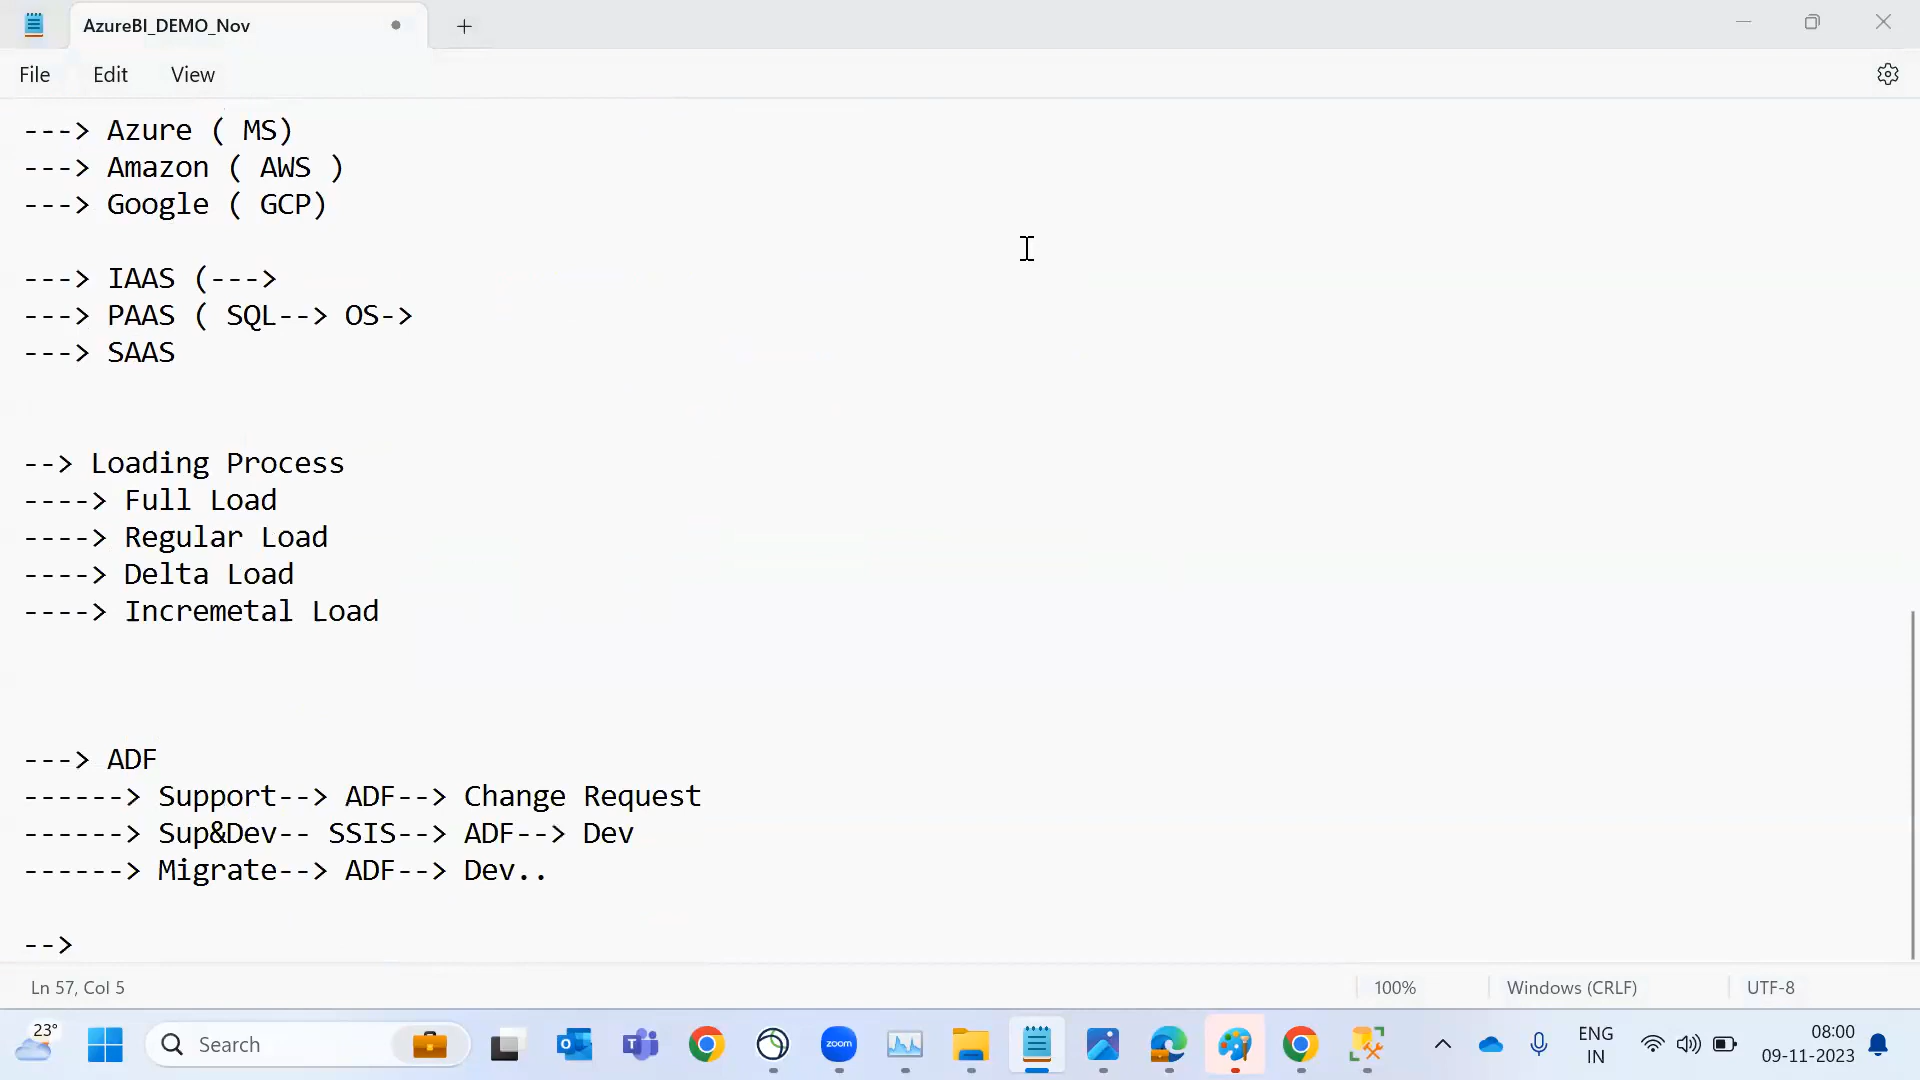 AzureBI_DEMO_Nov
File Edit View
---> Azure ( MS)
---> Amazon ( AWS )
---> Google ( GCP)
---> IAAS (--->
---> PAAS ( SQL--> OS->
---> SAAS
--> Loading Process
----> Full Load
----> Regular Load
----> Delta Load
----> Incremetal Load
---> ADF
------> Support--> ADF--> Change Request
------> Sup&Dev-- SSIS--> ADF--> Dev
------> Migrate--> ADF--> Dev..
-->
Ln 57, Col 5 100% Windows (CRLF) UTF-8
23° Search zoom ENG IN 08:00 09-11-2023